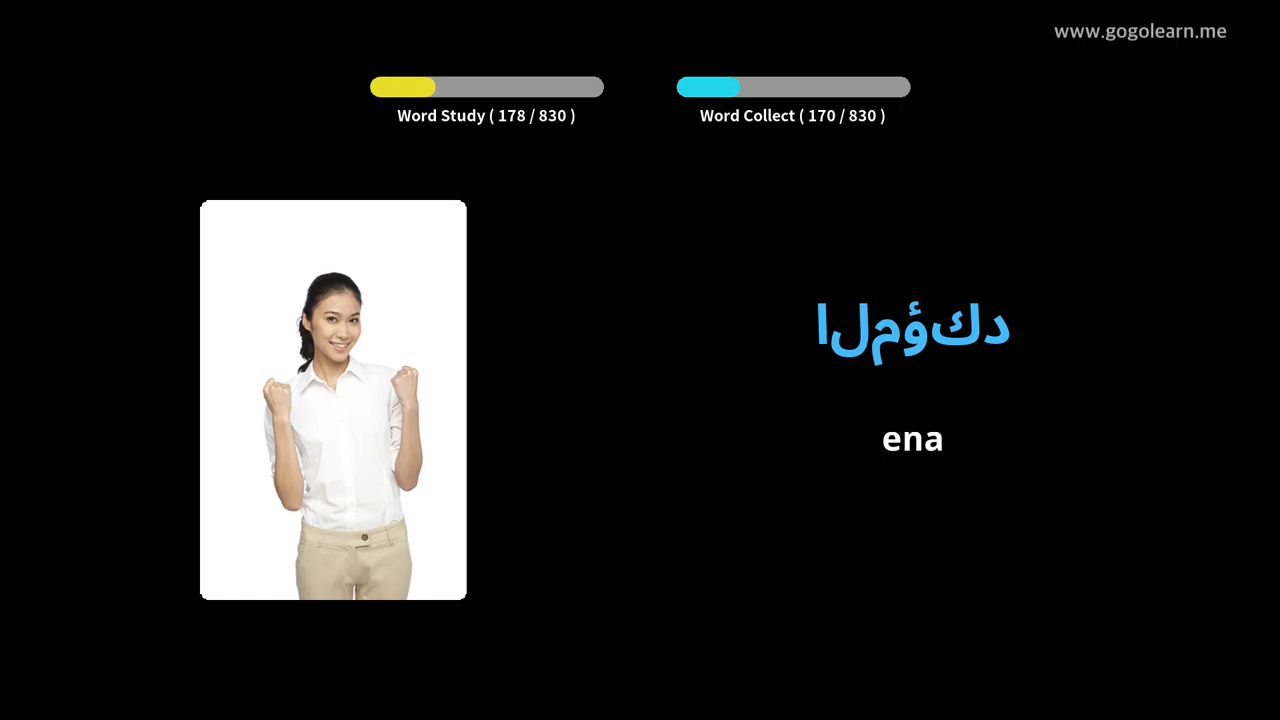 www.gogolearn.me
Word Study ( 178 / 830 )
Word Collect ( 170 / 830 )
المؤكد
ena